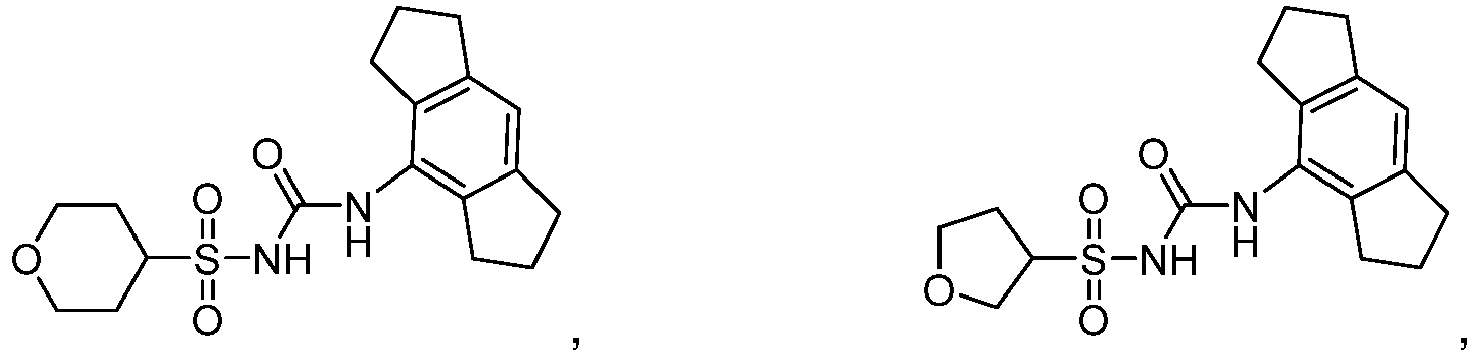 O O
O N O N
S NH H S NH H
O O O O
, ,